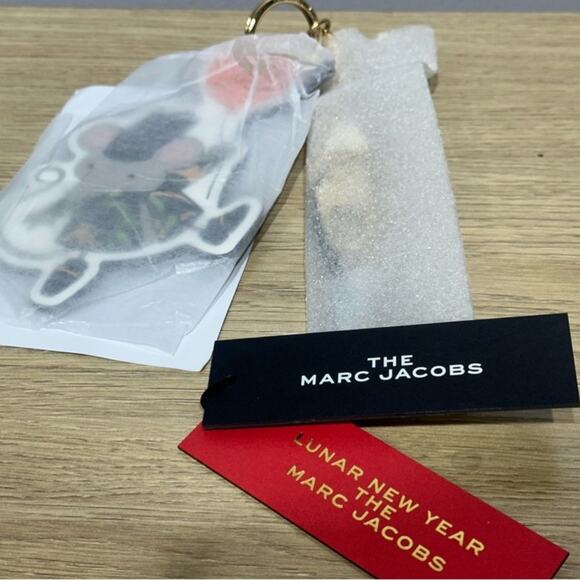 THE
MARC JACOBS
LUNAR NEW YEAR
THE
MARC JACOBS